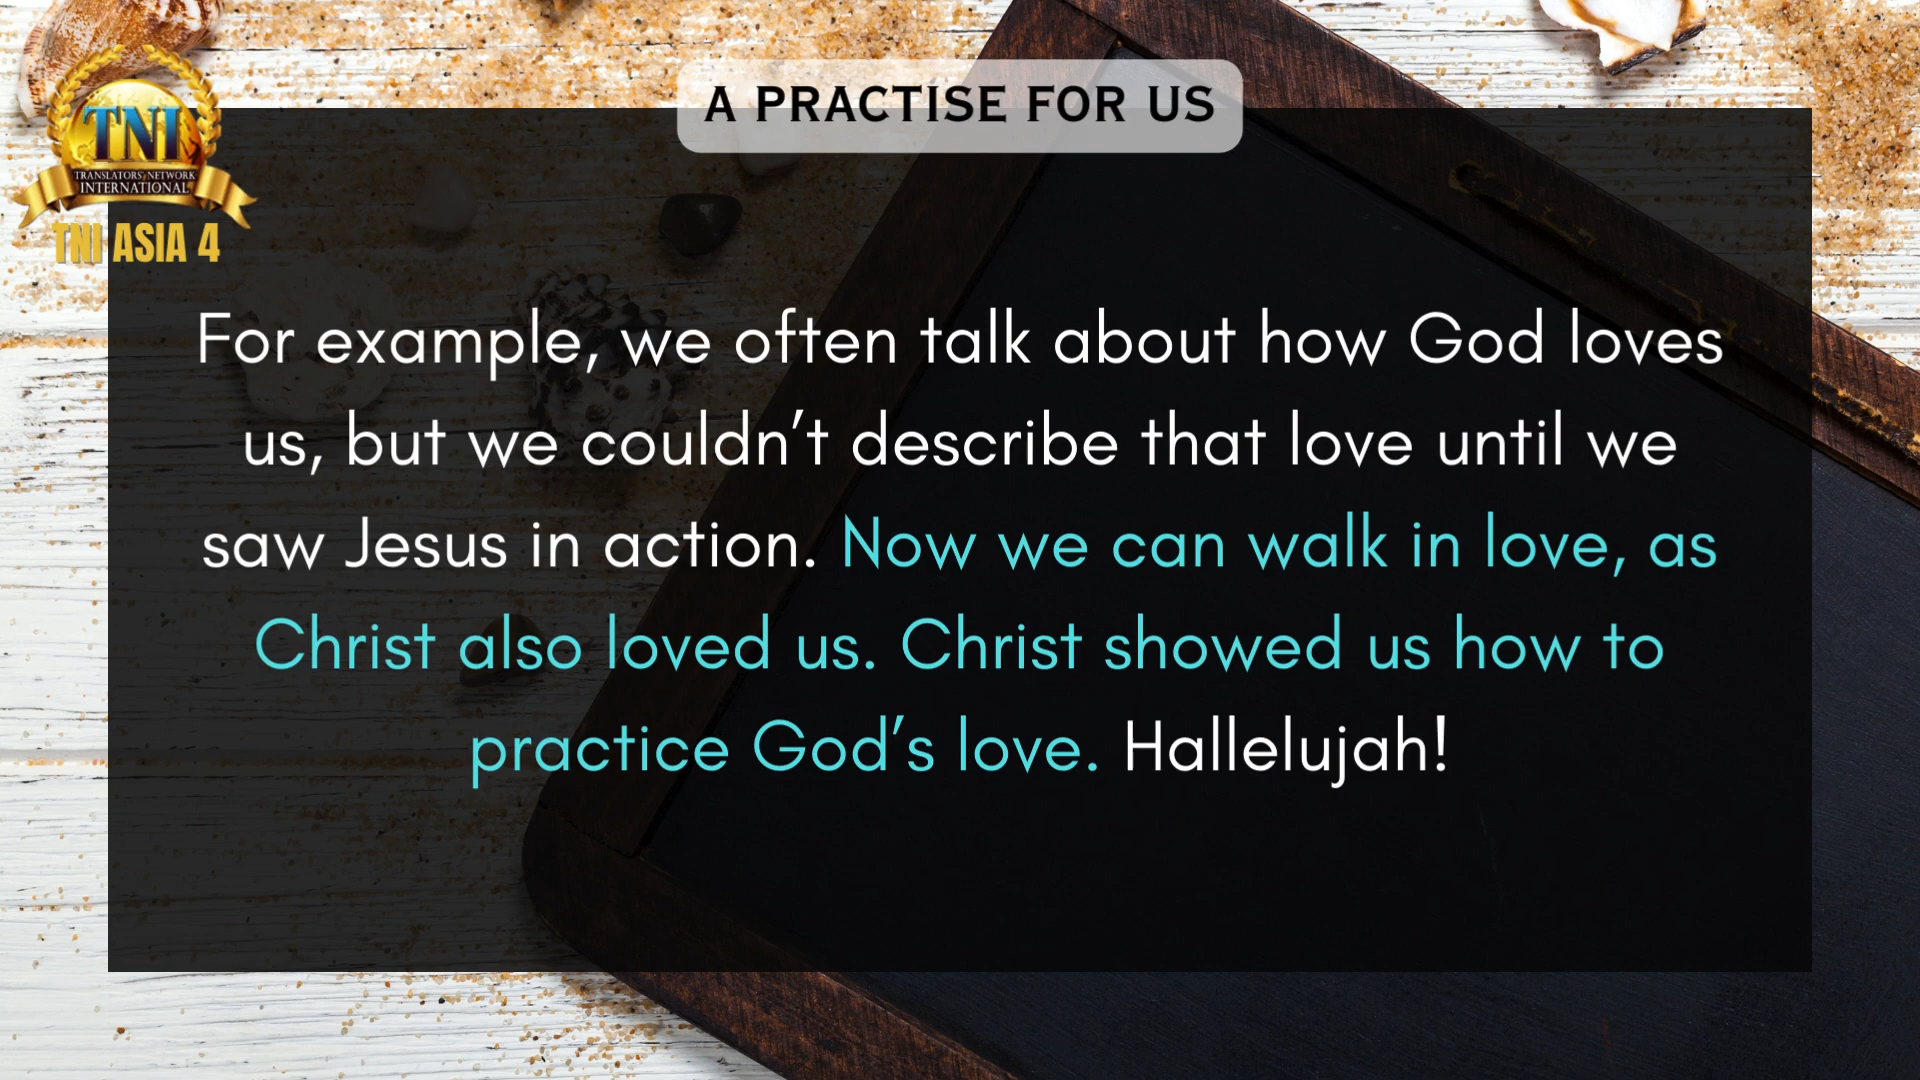 A PRACTISE FOR US
TNI
TRANSLATORS' NETWORK
INTERNATIONAL
TNI ASIA 4
For example, we often talk about how God loves
us, but we couldn’t describe that love until we
saw Jesus in action. Now we can walk in love, as
Christ also loved us. Christ showed us how to
practice God’s love. Hallelujah!